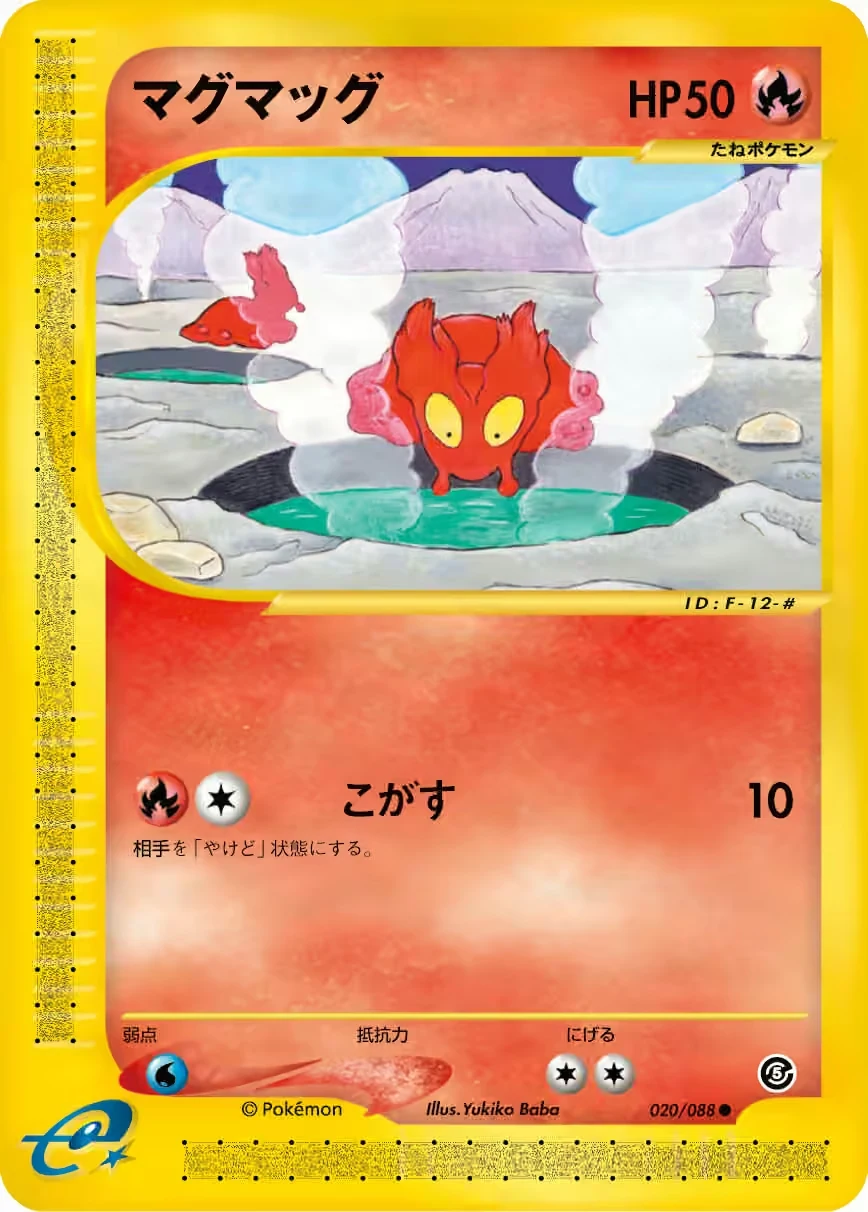 マグマッグ HP50
たねポケモン
ID : F-12-#
こがす 10
相手を「やけど」状態にする。
弱点 抵抗力 にげる
5
© Pokémon Illus. Yukiko Baba 020/088 ●
e